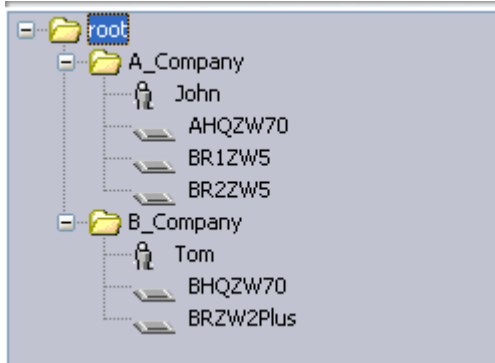 root
A_Company
John
AHQZW70
BR1ZW5
BR2ZW5
B_Company
Tom
BHQZW70
BRZW2Plus